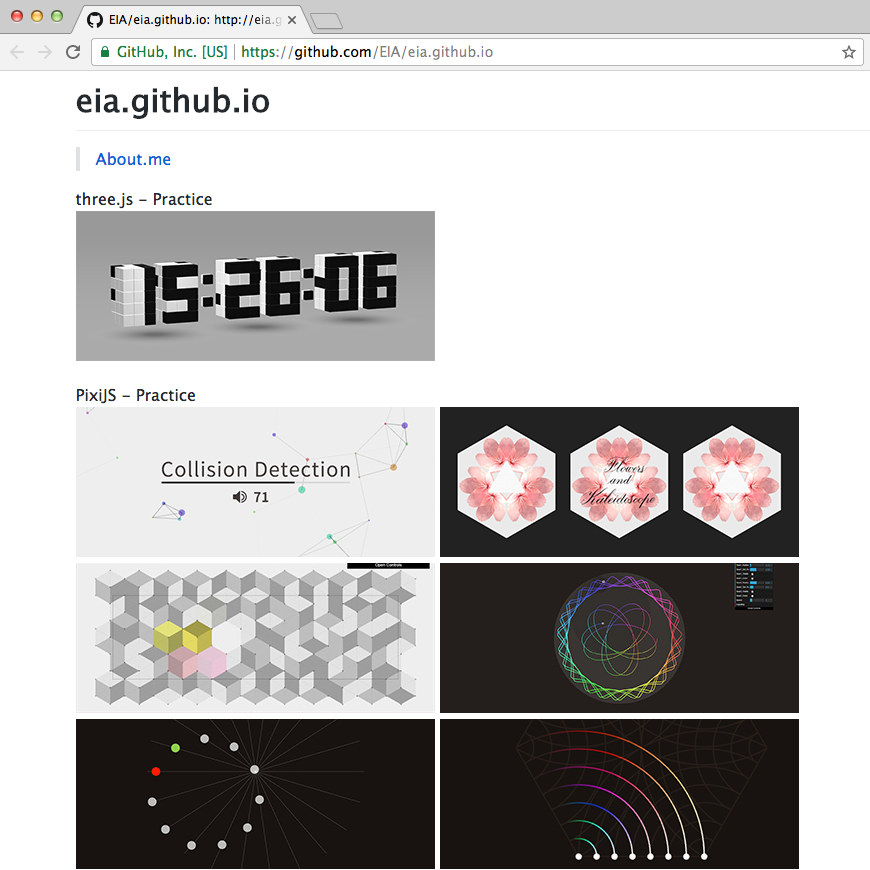 EIA/eia.github.io: http://eia.g
GitHub, Inc. [US] https://github.com/EIA/eia.github.io
eia.github.io
About.me
three.js - Practice
15:26:06
PixiJS - Practice
Collision Detection
71
Flowers
and
Kaleidoscope
Open Controls